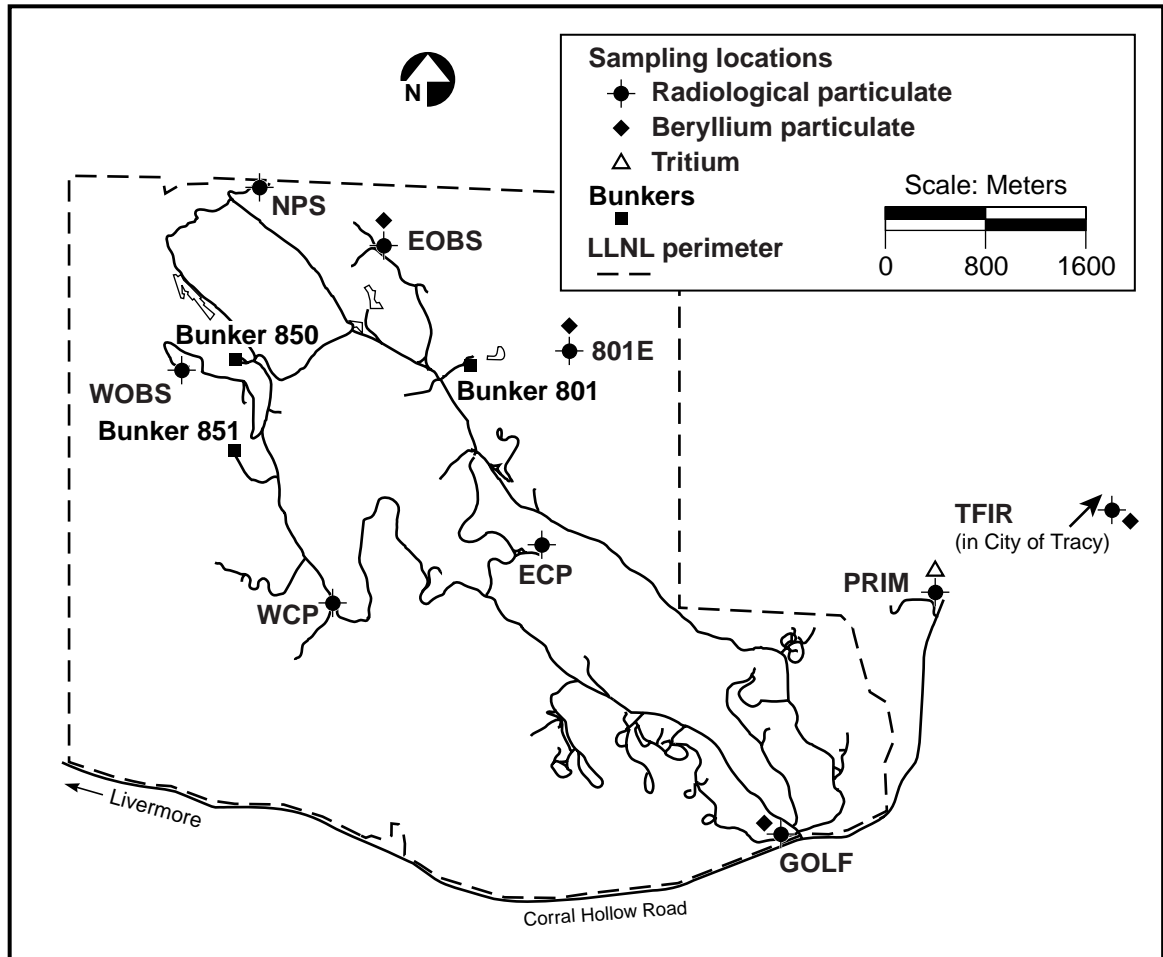 N
Sampling locations
Radiological particulate
Beryllium particulate
Tritium
Bunkers
LLNL perimeter
Scale: Meters
0 800 1600
NPS
EOBS
801E
Bunker 850
Bunker 801
WOBS
Bunker 851
TFIR
(in City of Tracy)
ECP
PRIM
WCP
Livermore
GOLF
Corral Hollow Road